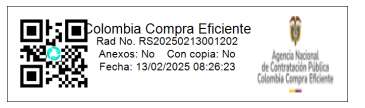 Colombia Compra Eficiente
Rad No. RS20250213001202
Anexos: No Con copia: No
Fecha: 13/02/2025 08:26:23
Agencia Nacional
de Contratación Pública
Colombia Compra Eficiente